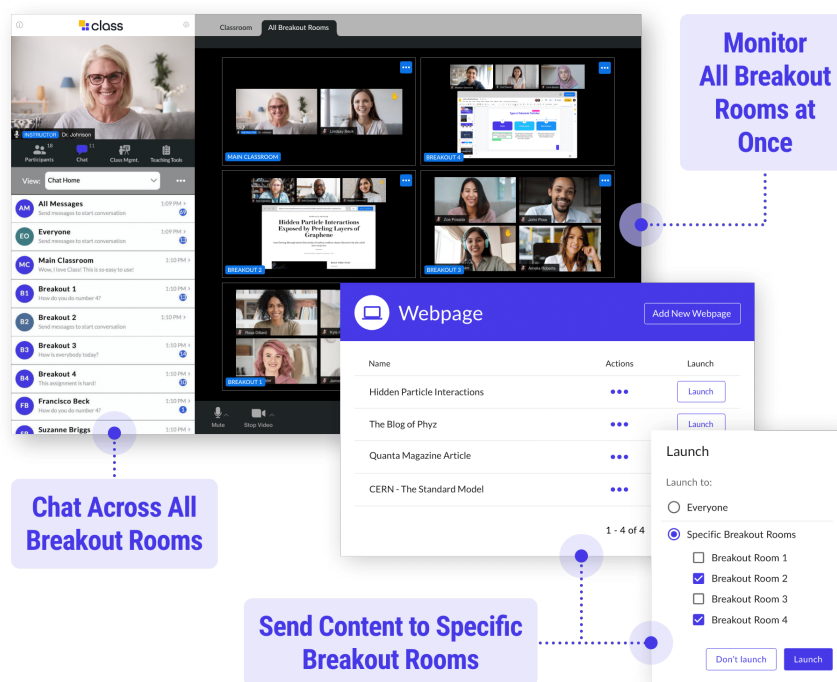 class
Classroom
All Breakout Rooms
INSTRUCTOR Dr. Johnson
18
11
Participants
Chat
Class Mgmt.
Teaching Tools
View:
Chat Home
AM
All Messages
1:09 PM >
Send messages to start conversation
69
EO
Everyone
1:09 PM >
Send messages to start conversation
13
MC
Main Classroom
1:10 PM >
Wow, I love Class! This is so easy to use!
B1
Breakout 1
1:10 PM >
How do you do number 4?
13
B2
Breakout 2
1:10 PM >
Send messages to start conversation
B3
Breakout 3
1:10 PM >
How is everybody today?
14
B4
Breakout 4
1:10 PM >
This assignment is hard!
10
FB
Francisco Beck
1:10 PM >
How do you do number 4?
1
Suzanne Briggs
1:10 PM >
Lindsay Beck
MAIN CLASSROOM
BREAKOUT 4
Hidden Particle Interactions
Exposed by Peeling Layers of
Graphene
BREAKOUT 2
BREAKOUT 3
BREAKOUT 1
Mute
Stop Video
Monitor
All Breakout
Rooms at
Once
Webpage
Add New Webpage
Name
Actions
Launch
Hidden Particle Interactions
Launch
The Blog of Phyz
Launch
Quanta Magazine Article
CERN - The Standard Model
1 - 4 of 4
Launch
Launch to:
Everyone
Specific Breakout Rooms
Breakout Room 1
Breakout Room 2
Breakout Room 3
Breakout Room 4
Don't launch
Launch
Chat Across All
Breakout Rooms
Send Content to Specific
Breakout Rooms